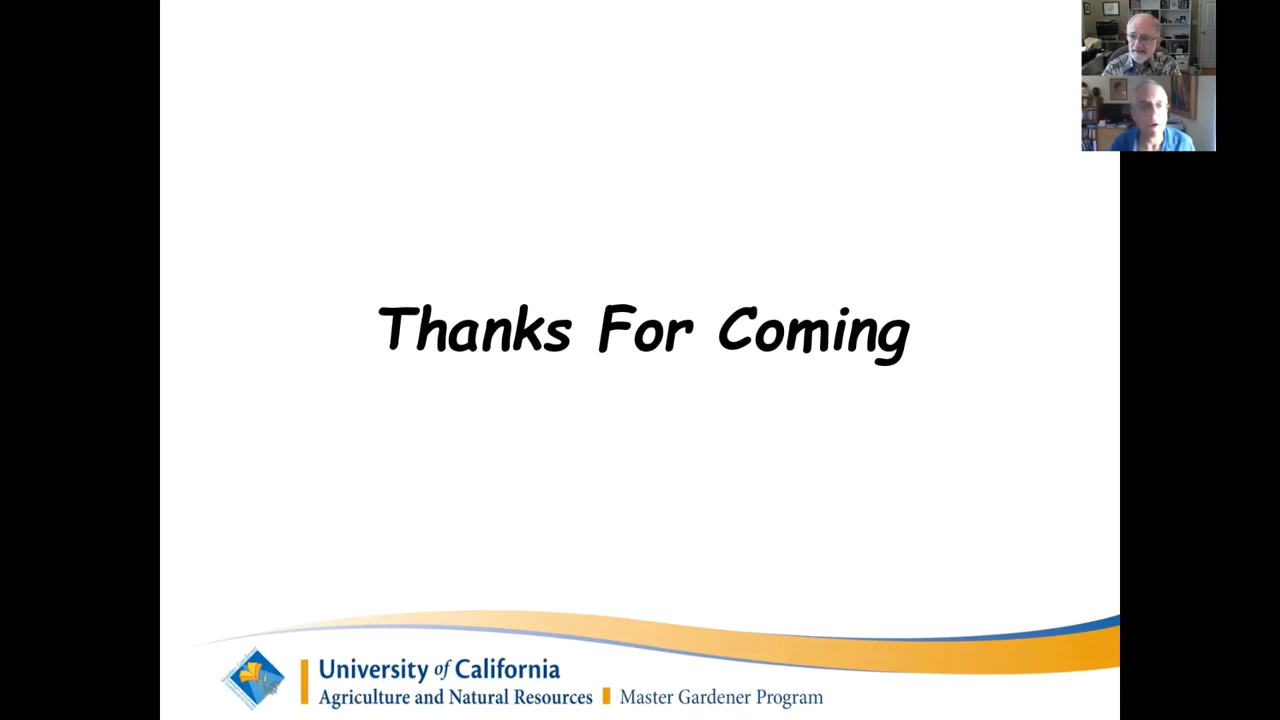 Thanks For Coming
University of California
Agriculture and Natural Resources Master Gardener Program